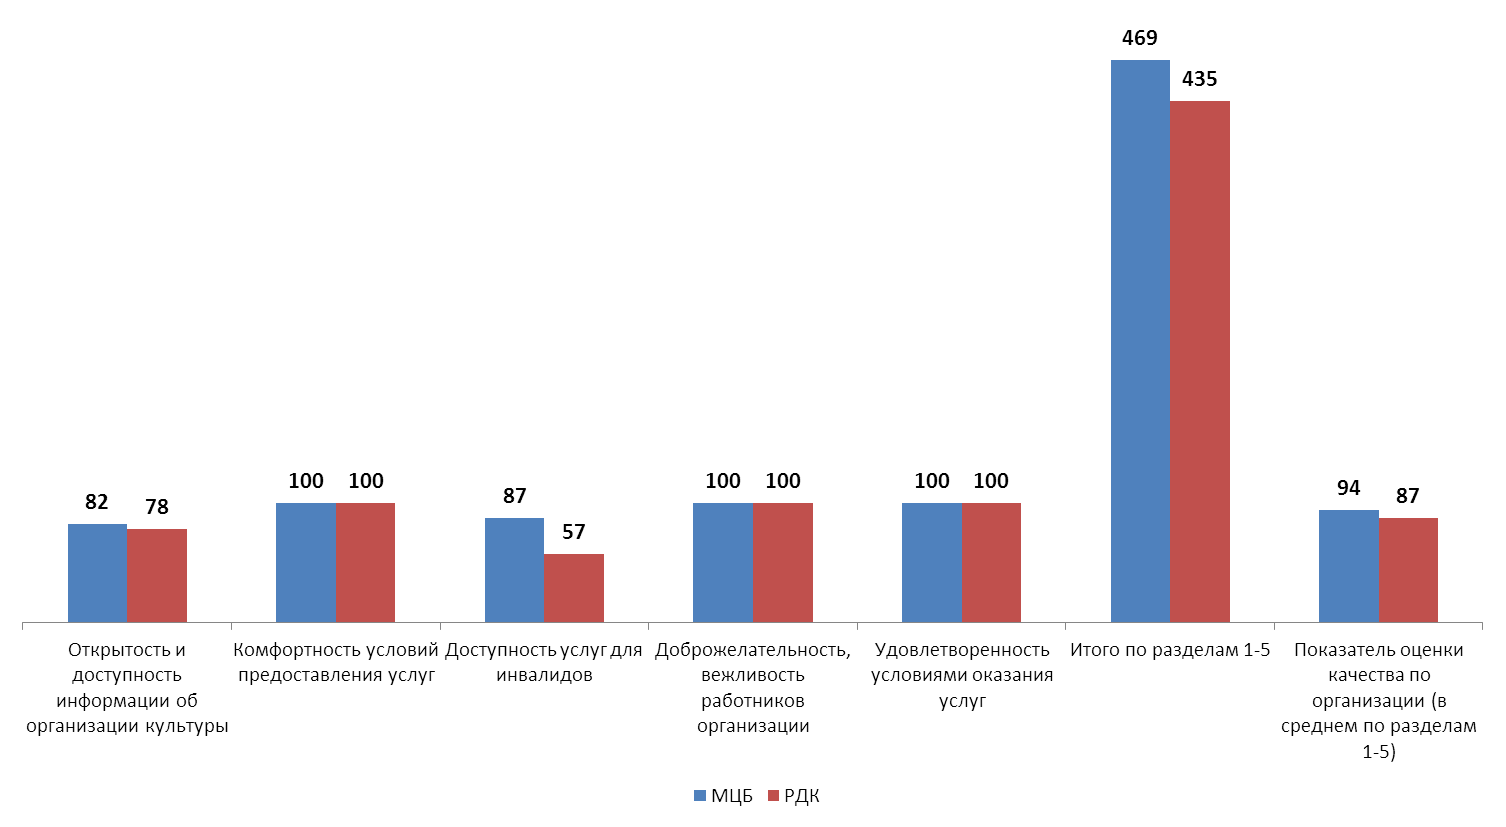 469
435
100 100
100 100
100 100
94
87
87
82
78
57
Открытость и
доступность
информации об
организации культуры
Комфортность условий
предоставления услуг
Доступность услуг для
инвалидов
Доброжелательность,
вежливость
работников
организации
Удовлетворенность
условиями оказания
услуг
Итого по разделам 1-5
Показатель оценки
качества по
организации (в
среднем по разделам
1-5)
МЦБ РДК